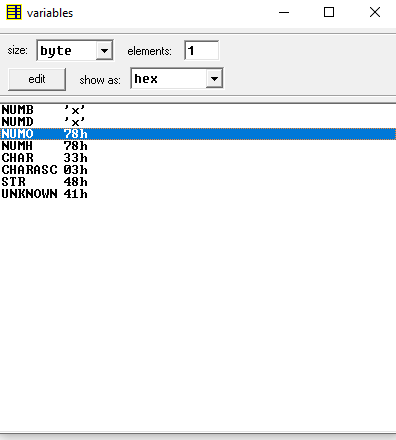 variables
size: byte elements: 1
edit show as: hex
NUMB 'x'
NUMD 'x'
NUMO 78h
NUMH 78h
CHAR 33h
CHARASC 03h
STR 48h
UNKNOWN 41h